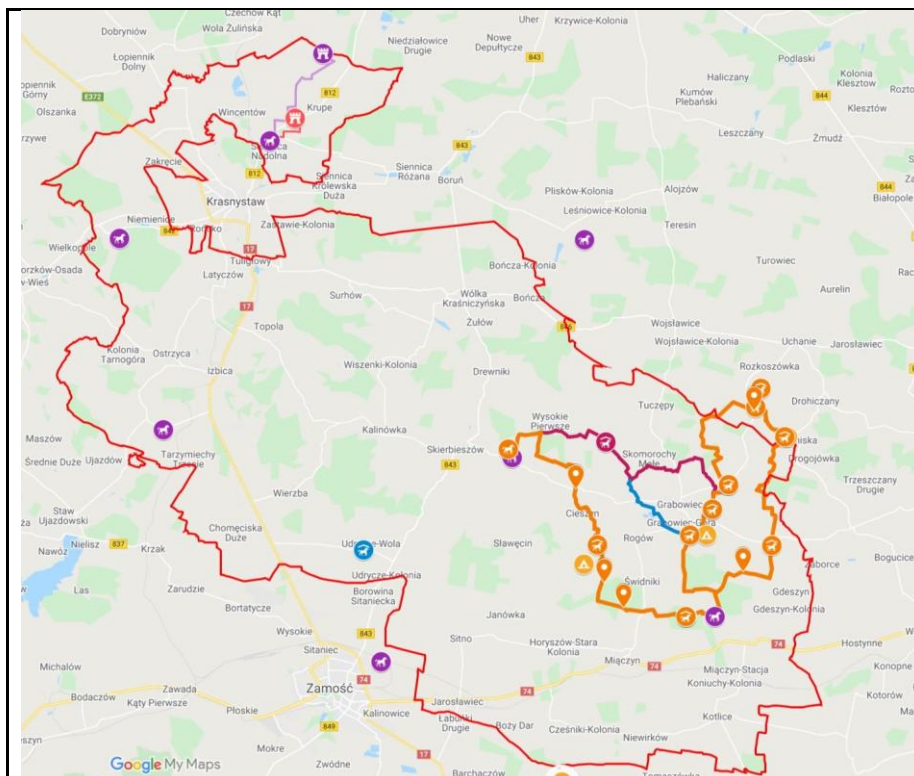 Czechów Kąt
Wola Żulińska
Dobryniów
Uher
Krzywice-Kolonia
Niedziałowice
Drugie
Nowe
Depułtycze
Podlaski
843
Łopiennik
Dolny
Kolonia
Klesztów
Łopiennik
Górny
E372
812
Haliczany
Kumów
Plebański
844
Klesztów
Olszanka
Wincentów
Krupe
Leszczany
Żmudź
843
Nadolna
Zakręcie
Siennica
Różana
812
Siennica
Królewska
Duża
Boruń
Plisków-Kolonia
Alojzów
844
Białopole
Krasnystaw
Leśniowice-Kolonia
Niemienice
Zastawie-Kolonia
Teresin
Wielkopole
17
Tuligłowy
Turowiec
Latyczów
Bończa-Kolonia
Surhów
Wólka
Kraśniczyńska
Bończa
Aurelin
17
Żułów
Topola
846
Wojsławice
Kolonia
Tarnogóra
Ostrzyca
Wojsławice-Kolonia
Uchanie
Jarosławiec
Wiszenki-Kolonia
Izbica
Drewniki
Rozkoszówka
Tuczępy
Drohiczany
Wysokie
Pierwsze
Kalinówka
Maszów
Skierbieszów
Skomorochy
Małe
Średnie Duże
Ujazdów
Tarzymiechy
Trzecie
843
Drogojówka
Trzeszczany
Drugie
Wierzba
Grabowiec
Staw
Ujazdowski
Cieszyn
Grabowiec-Góra
Chomęciska
Duże
Nielisz
837
Krzak
Sławęcin
Rogów
Nawóz
Udrycze-Kolonia
Las
Zarudzie
Borowina
Sitaniecka
Świdniki
Gdeszyn
Bortatycze
Janówka
Gdeszyn-Kolonia
Wysokie
843
Sitno
Horyszów-Stara
Kolonia
74
Hostynne
Sitaniec
Miączyn
Michalów
74
Miączyn-Stacja
Zamość
74
Koniuchy-Kolonia
Zawada
Bodaczów
Kąty Pierwsze
Jarosławiec
Kotorów
Płoskie
Kalinowice
Łabuńki
Drugie
Kotlice
849
Boży Dar
Cześniki-Kolonia
Mokre
Niewirków
17
Zwódne
Barchaczów
Google My Maps